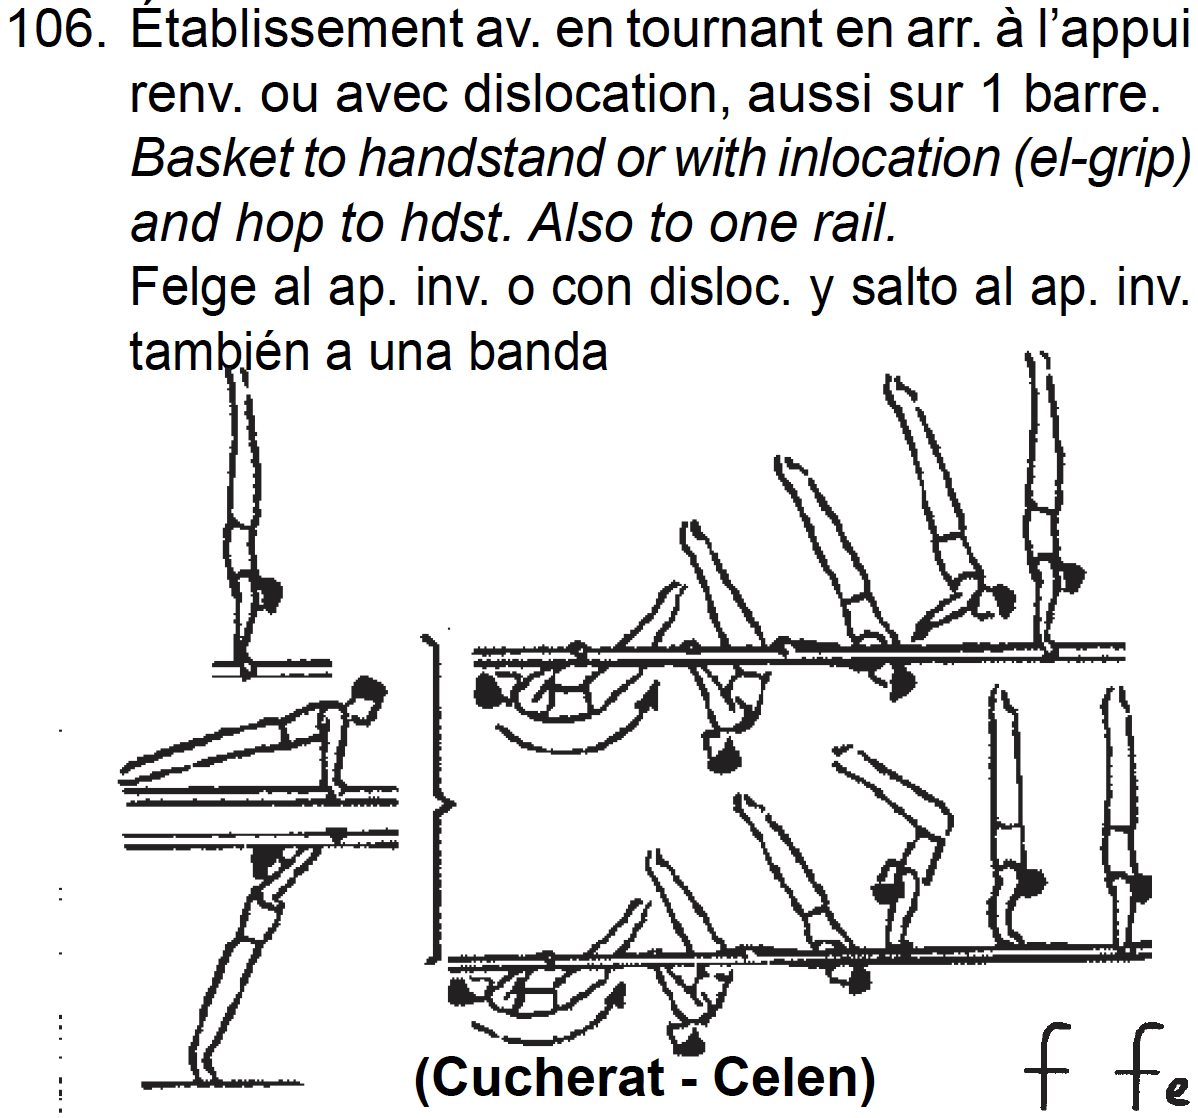 106. Établissement av. en tournant en arr. à l’appui
renv. ou avec dislocation, aussi sur 1 barre.
Basket to handstand or with inlocation (el-grip)
and hop to hdst. Also to one rail.
Felge al ap. inv. o con disloc. y salto al ap. inv.
también a una banda
(Cucherat - Celen)
f fe